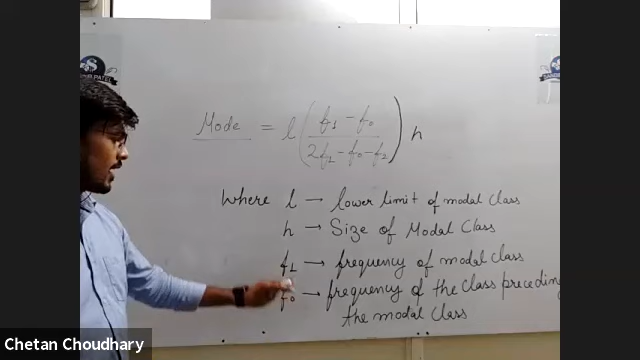 Mode = l ( f1 - f0 / 2f1 - f0 - f2 ) h
Where l → lower limit of modal class
h → Size of Modal Class
f1 → frequency of modal class
f0 → frequency of the class preceding
the modal class
Chetan Choudhary